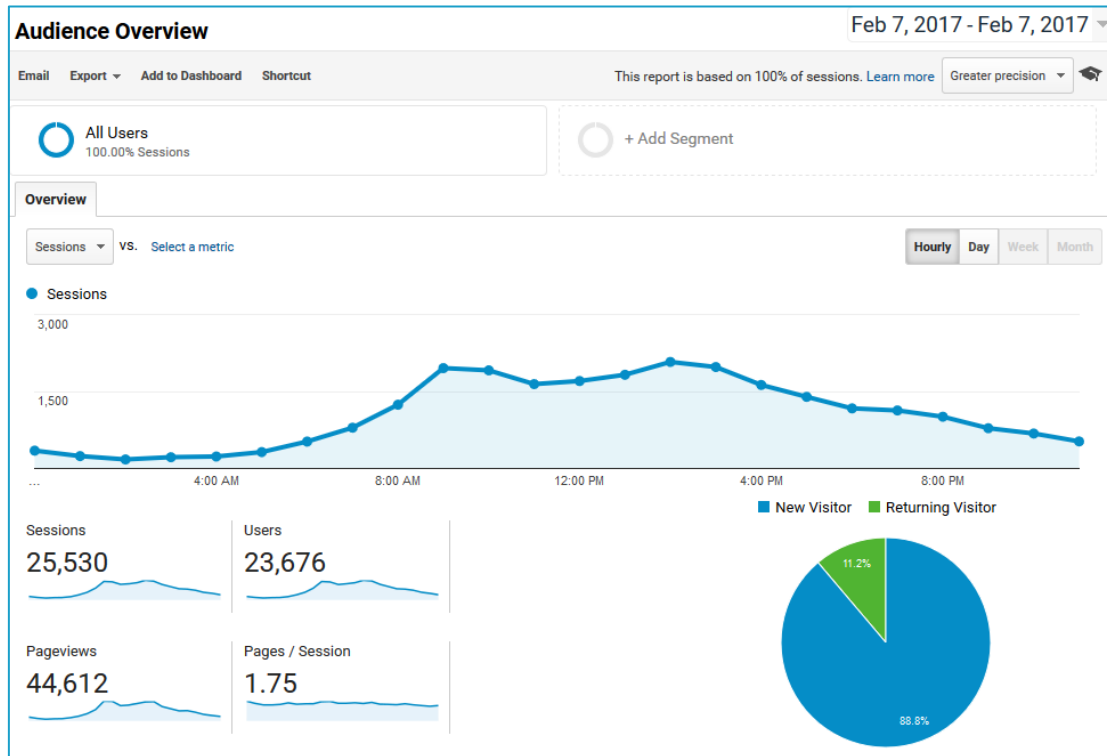 Audience Overview
Feb 7, 2017 - Feb 7, 2017
Email Export Add to Dashboard Shortcut
This report is based on 100% of sessions. Learn more Greater precision
All Users
100.00% Sessions
+ Add Segment
Overview
Sessions VS. Select a metric
Hourly Day Week Month
Sessions
3,000
1,500
... 4:00 AM 8:00 AM 12:00 PM 4:00 PM 8:00 PM
New Visitor Returning Visitor
Sessions
25,530
Users
23,676
Pageviews
44,612
Pages / Session
1.75
11.2%
88.8%